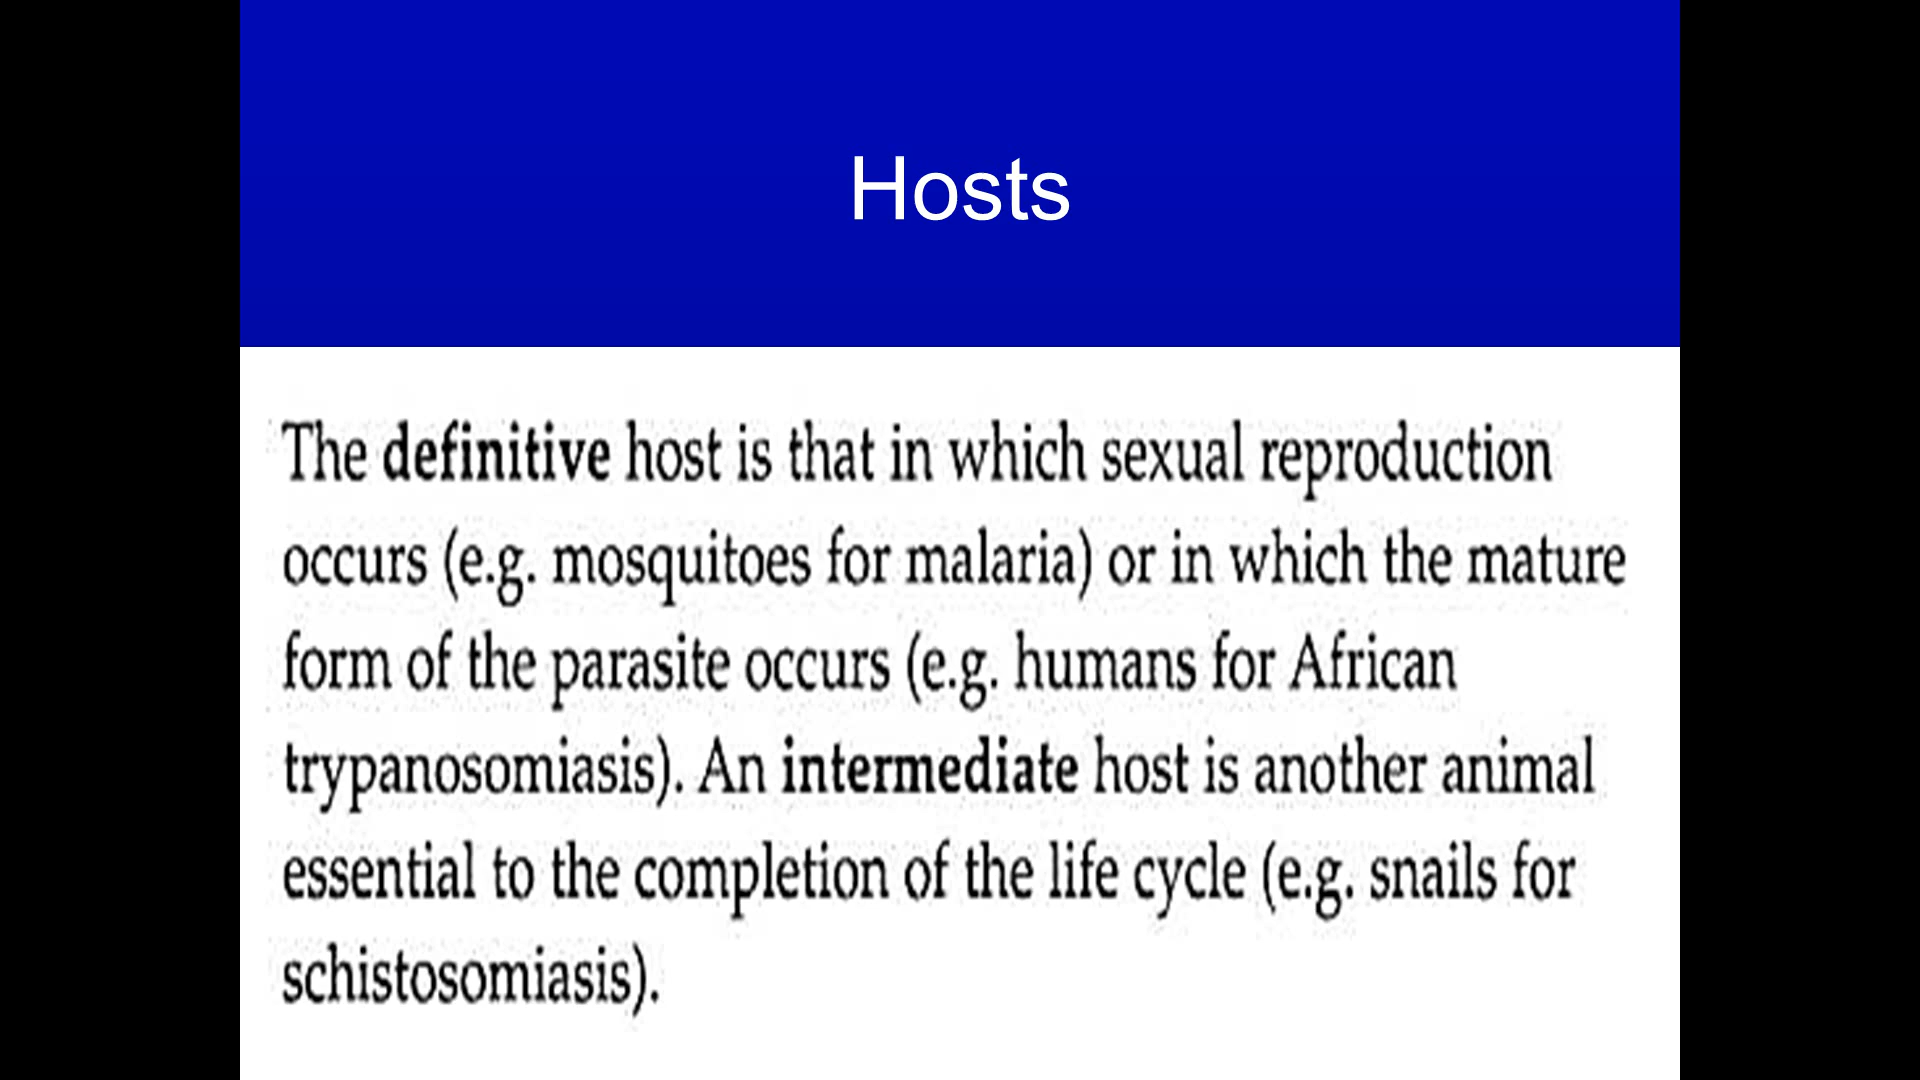 Hosts
The definitive host is that in which sexual reproduction
occurs (e.g. mosquitoes for malaria) or in which the mature
form of the parasite occurs (e.g. humans for African
trypanosomiasis). An intermediate host is another animal
essential to the completion of the life cycle (e.g. snails for
schistosomiasis).